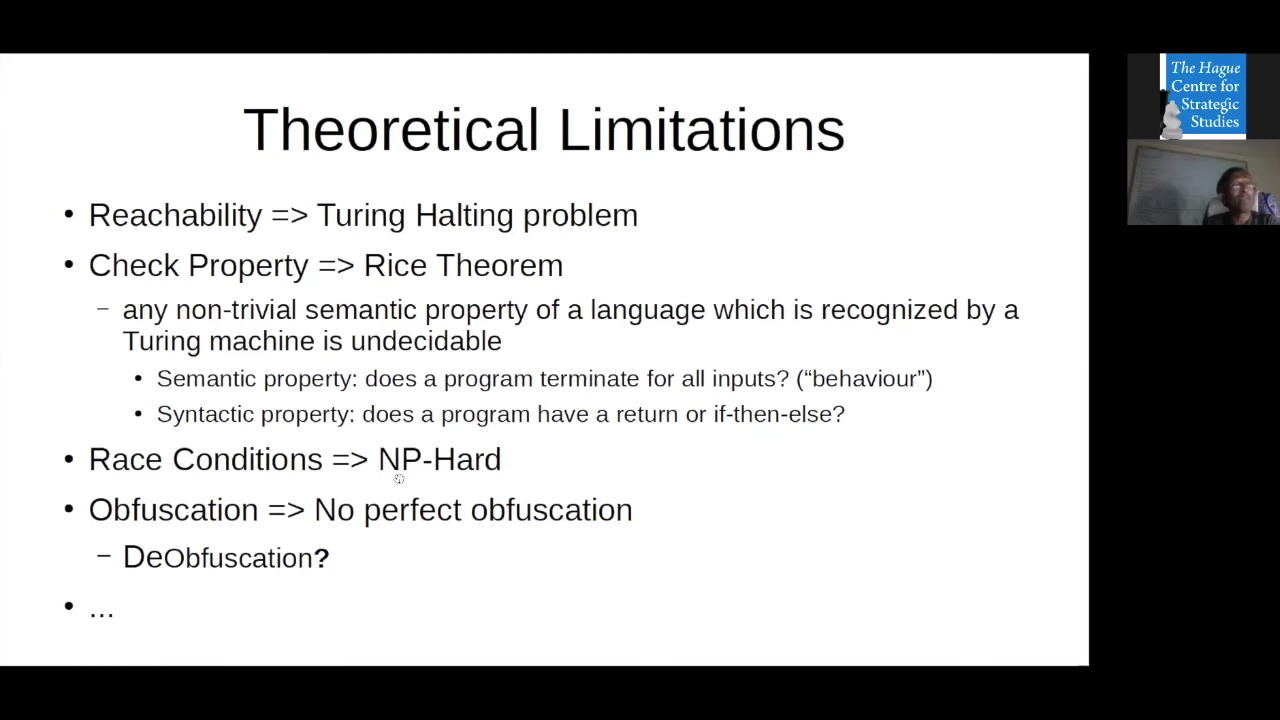 Theoretical Limitations
• Reachability => Turing Halting problem
• Check Property => Rice Theorem
– any non-trivial semantic property of a language which is recognized by a
Turing machine is undecidable
• Semantic property: does a program terminate for all inputs? (“behaviour”)
• Syntactic property: does a program have a return or if-then-else?
• Race Conditions => NP-Hard
• Obfuscation => No perfect obfuscation
– DeObfuscation?
• ...
The Hague
Centre for
Strategic
Studies